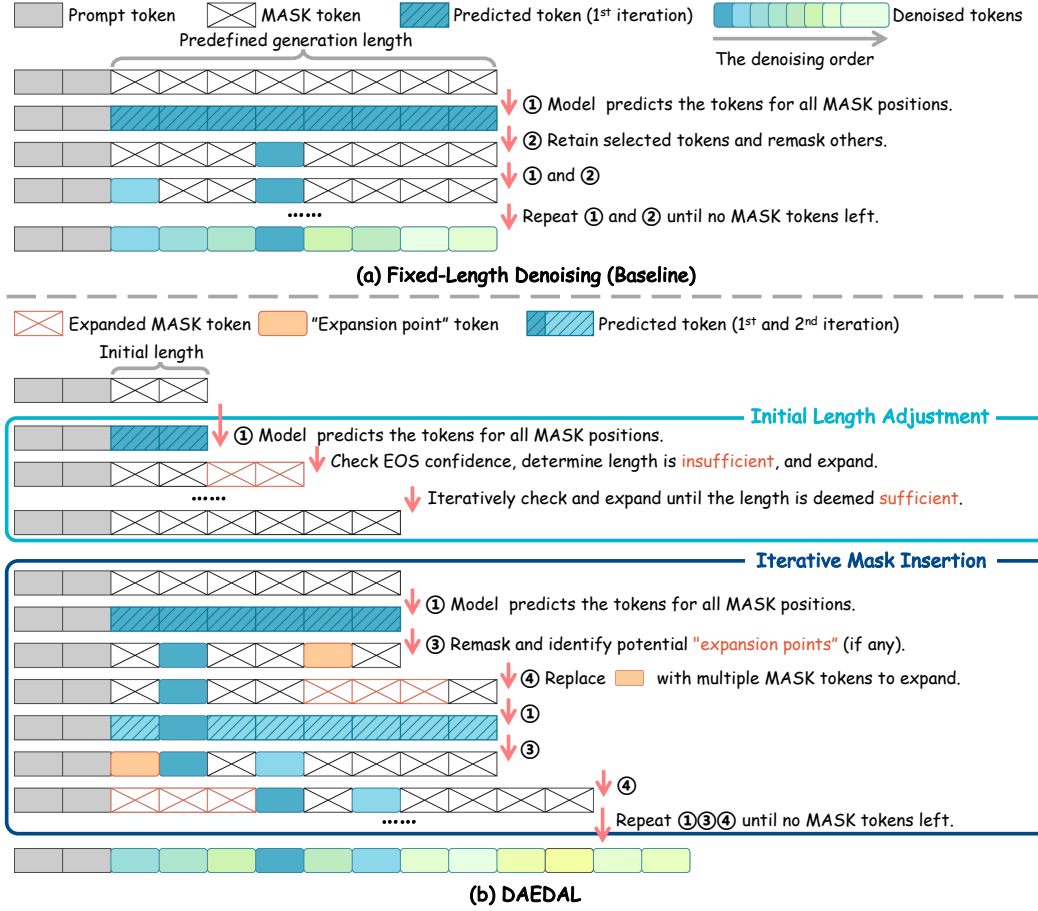 Prompt token
MASK token
Predicted token (1st iteration)
Denoised tokens
Predefined generation length
The denoising order
① Model predicts the tokens for all MASK positions.
② Retain selected tokens and remask others.
① and ②
......
Repeat ① and ② until no MASK tokens left.
(a) Fixed-Length Denoising (Baseline)
Expanded MASK token
"Expansion point" token
Predicted token (1st and 2nd iteration)
Initial length
Initial Length Adjustment
① Model predicts the tokens for all MASK positions.
Check EOS confidence, determine length is insufficient, and expand.
......
Iteratively check and expand until the length is deemed sufficient.
Iterative Mask Insertion
① Model predicts the tokens for all MASK positions.
③ Remask and identify potential "expansion points" (if any).
④ Replace with multiple MASK tokens to expand.
①
③
④
......
Repeat ①③④ until no MASK tokens left.
(b) DAEDAL